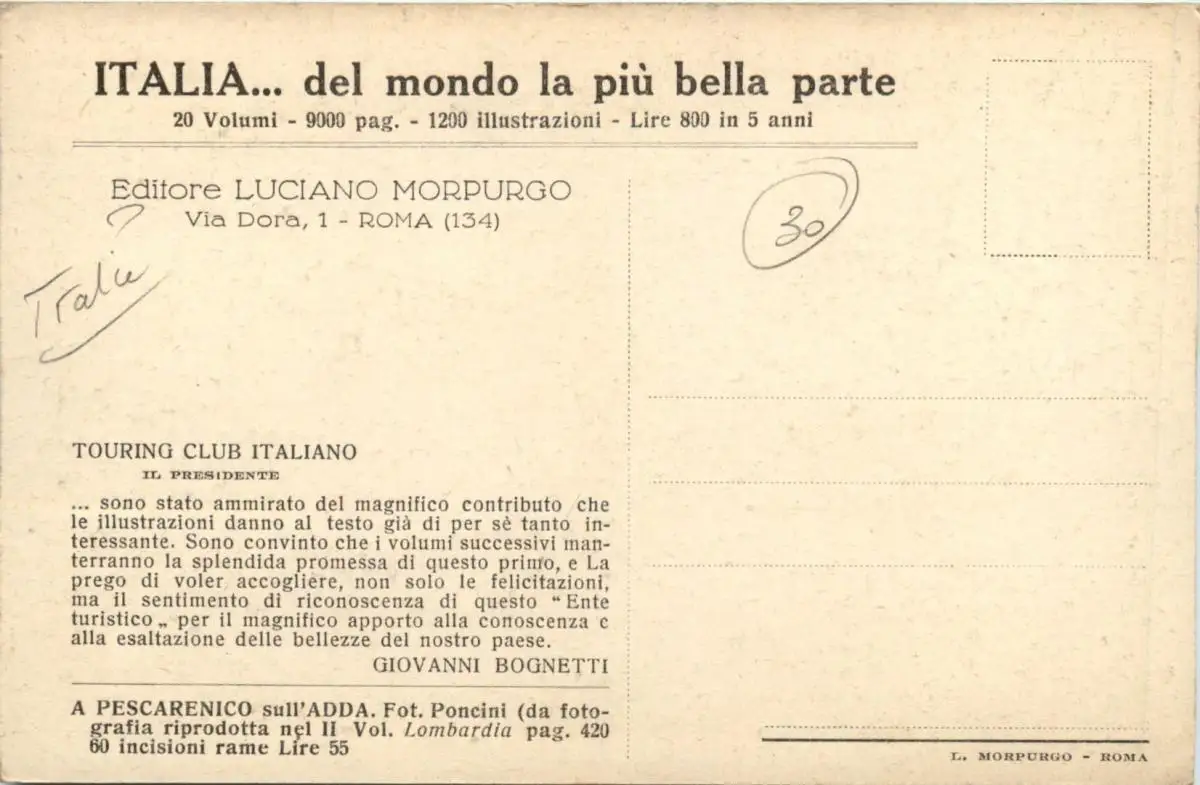 ITALIA... del mondo la più bella parte
20 Volumi - 9000 pag. - 1200 illustrazioni - Lire 800 in 5 anni
Editore LUCIANO MORPURGO
Via Dora, 1 - ROMA (134)
30
?
Italie
TOURING CLUB ITALIANO
IL PRESIDENTE
... sono stato ammirato del magnifico contributo che
le illustrazioni danno al testo già di per sè tanto in-
teressante. Sono convinto che i volumi successivi man-
terranno la splendida promessa di questo primo, e La
prego di voler accogliere, non solo le felicitazioni,
ma il sentimento di riconoscenza di questo "Ente
turistico„ per il magnifico apporto alla conoscenza e
alla esaltazione delle bellezze del nostro paese.
GIOVANNI BOGNETTI
A PESCARENICO sull'ADDA. Fot. Poncini (da foto-
grafia riprodotta nel II Vol. Lombardia pag. 420
60 incisioni rame Lire 55
L. MORPURGO - ROMA